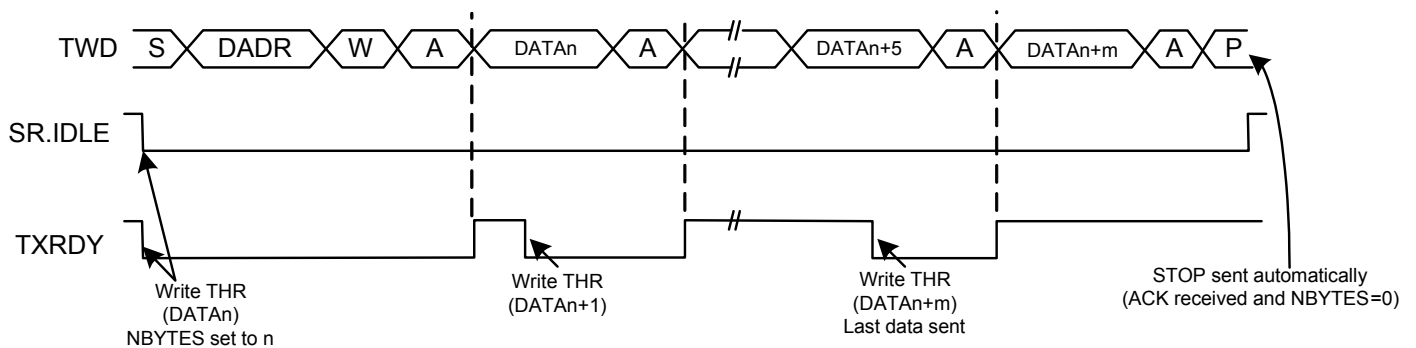 TWD S DADR W A DATAn A // DATAn+5 A DATAn+m A P
//
SR.IDLE
TXRDY //
Write THR
(DATAn)
NBYTES set to n
Write THR
(DATAn+1)
Write THR
(DATAn+m)
Last data sent
STOP sent automatically
(ACK received and NBYTES=0)